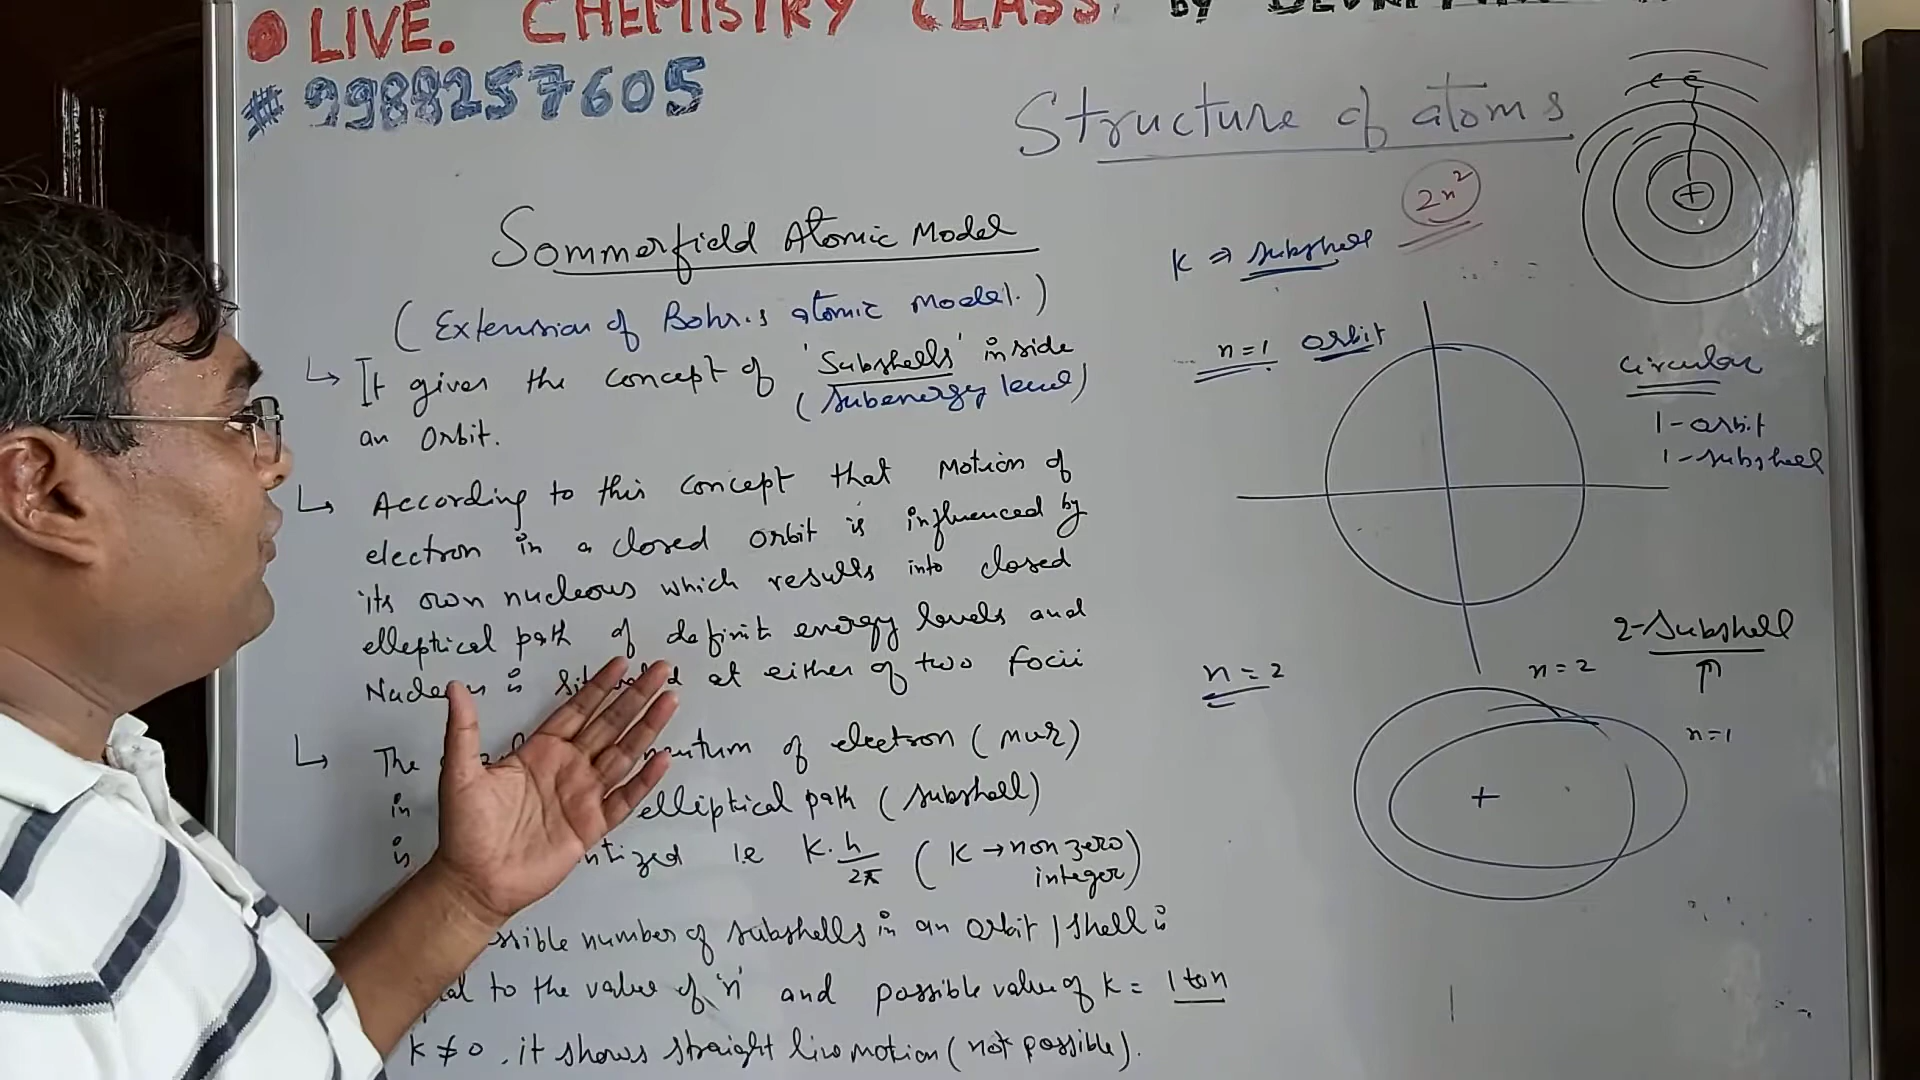 LIVE. CHEMISTRY CLASS. by
# 9988257605
Structure of atoms
2n²
Sommerfield Atomic Model
(Extension of Bohr.s atomic model.)
↳ It gives the concept of 'Subshells' inside
(Subenergy level)
an Orbit.
↳ According to this concept that Motion of
electron in a closed orbit is influenced by
its own nucleous which results into closed
elleptical path of definit energy levels and
at either of two focii
↳ The of electron (mur)
in elliptical path (subshell)
is i.e K. h/2π (K → non zero integer)
number of subshells in an orbit / shell is
to the value of 'n' and possible value of k = 1 to n
k ≠ 0, it shows straight line motion (not possible).
k ⇒ subshell
n=1 orbit
circular
1-orbit
1-subshell
2-Subshell
n=2
n=2
n=1
e e
+
+